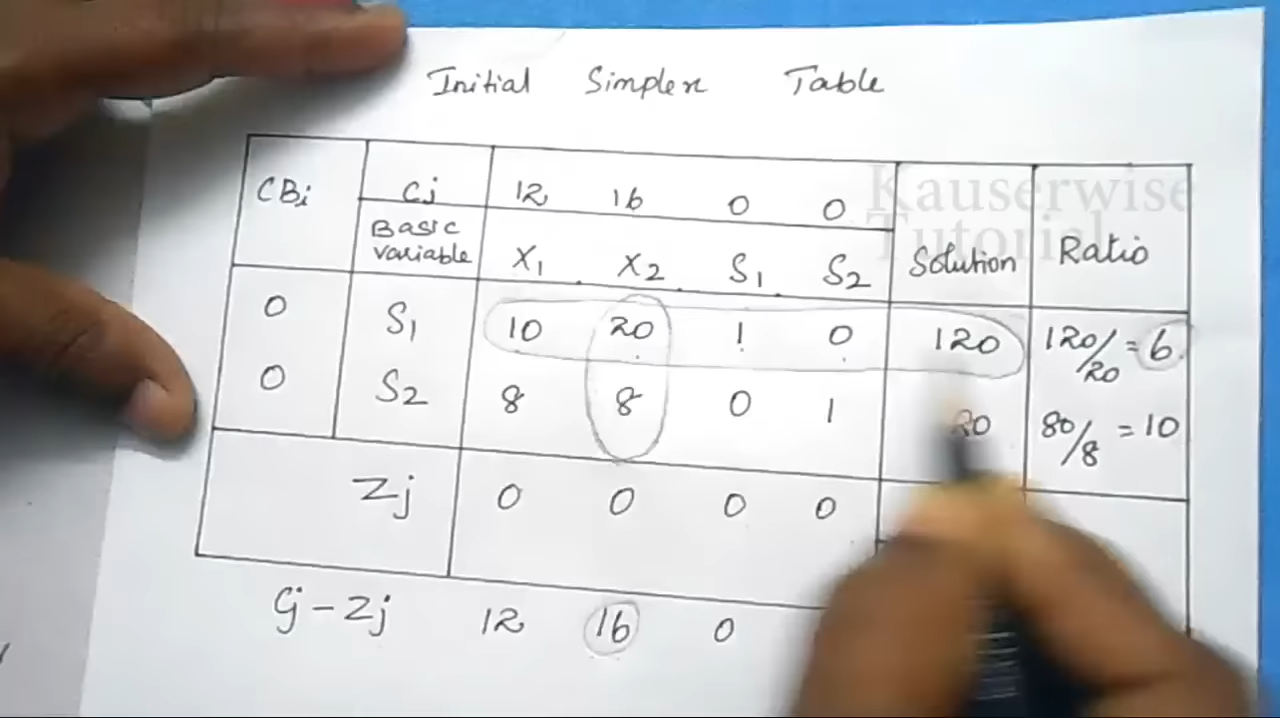 Initial Simplex Table
CBi Cj 12 16 0 0 Solution Ratio
Basic variable X1 X2 S1 S2
0 S1 10 20 1 0 120 120/20 = 6
0 S2 8 8 0 1 80/8 = 10
Zj 0 0 0 0
Cj - Zj 12 16 0
Kauserwise
Tutorial